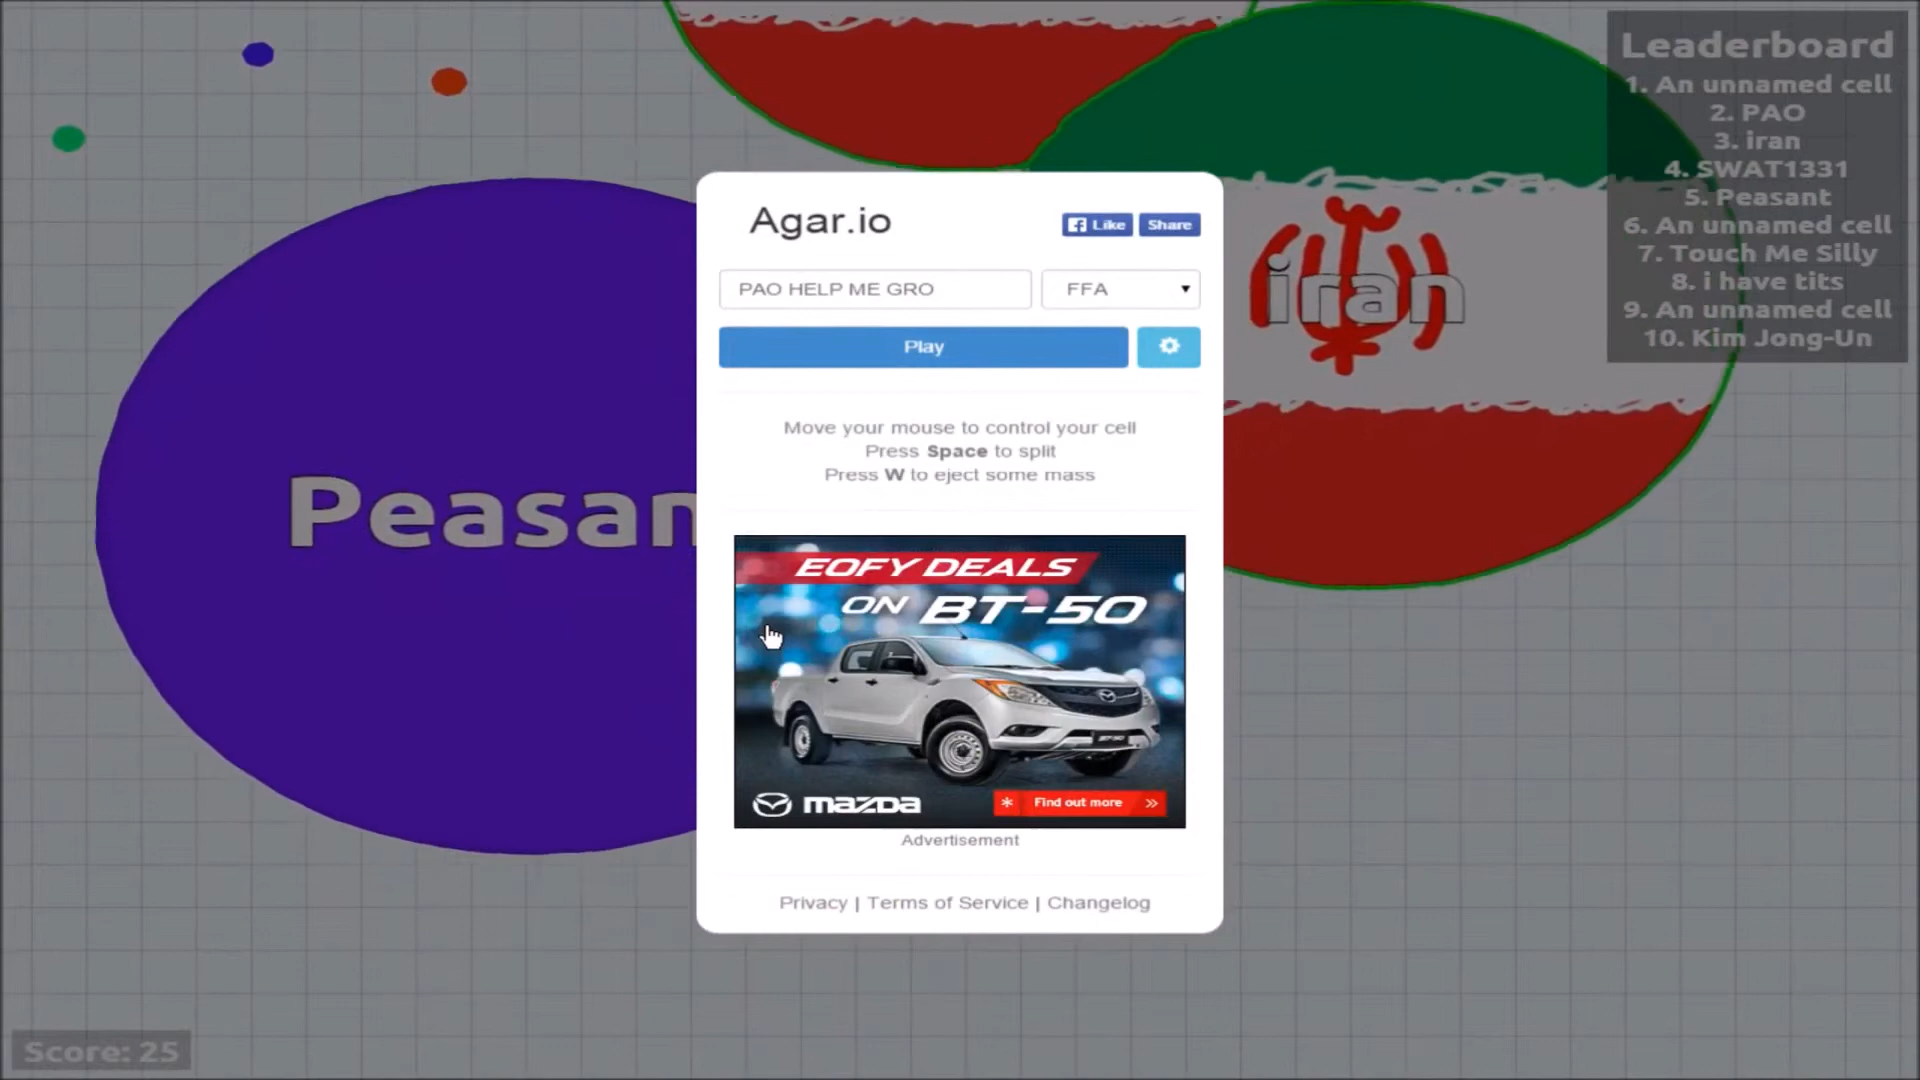 Leaderboard
1. An unnamed cell
2. PAO
3. iran
4. SWAT1331
5. Peasant
6. An unnamed cell
7. Touch Me Silly
8. i have tits
9. An unnamed cell
10. Kim Jong-Un
Agar.io
Like
Share
PAO HELP ME GRO
FFA
Play
iran
Move your mouse to control your cell
Press Space to split
Press W to eject some mass
Peasan
EOFY DEALS
ON BT-50
BT-50
mazda
* Find out more »
Advertisement
Privacy | Terms of Service | Changelog
Score: 25